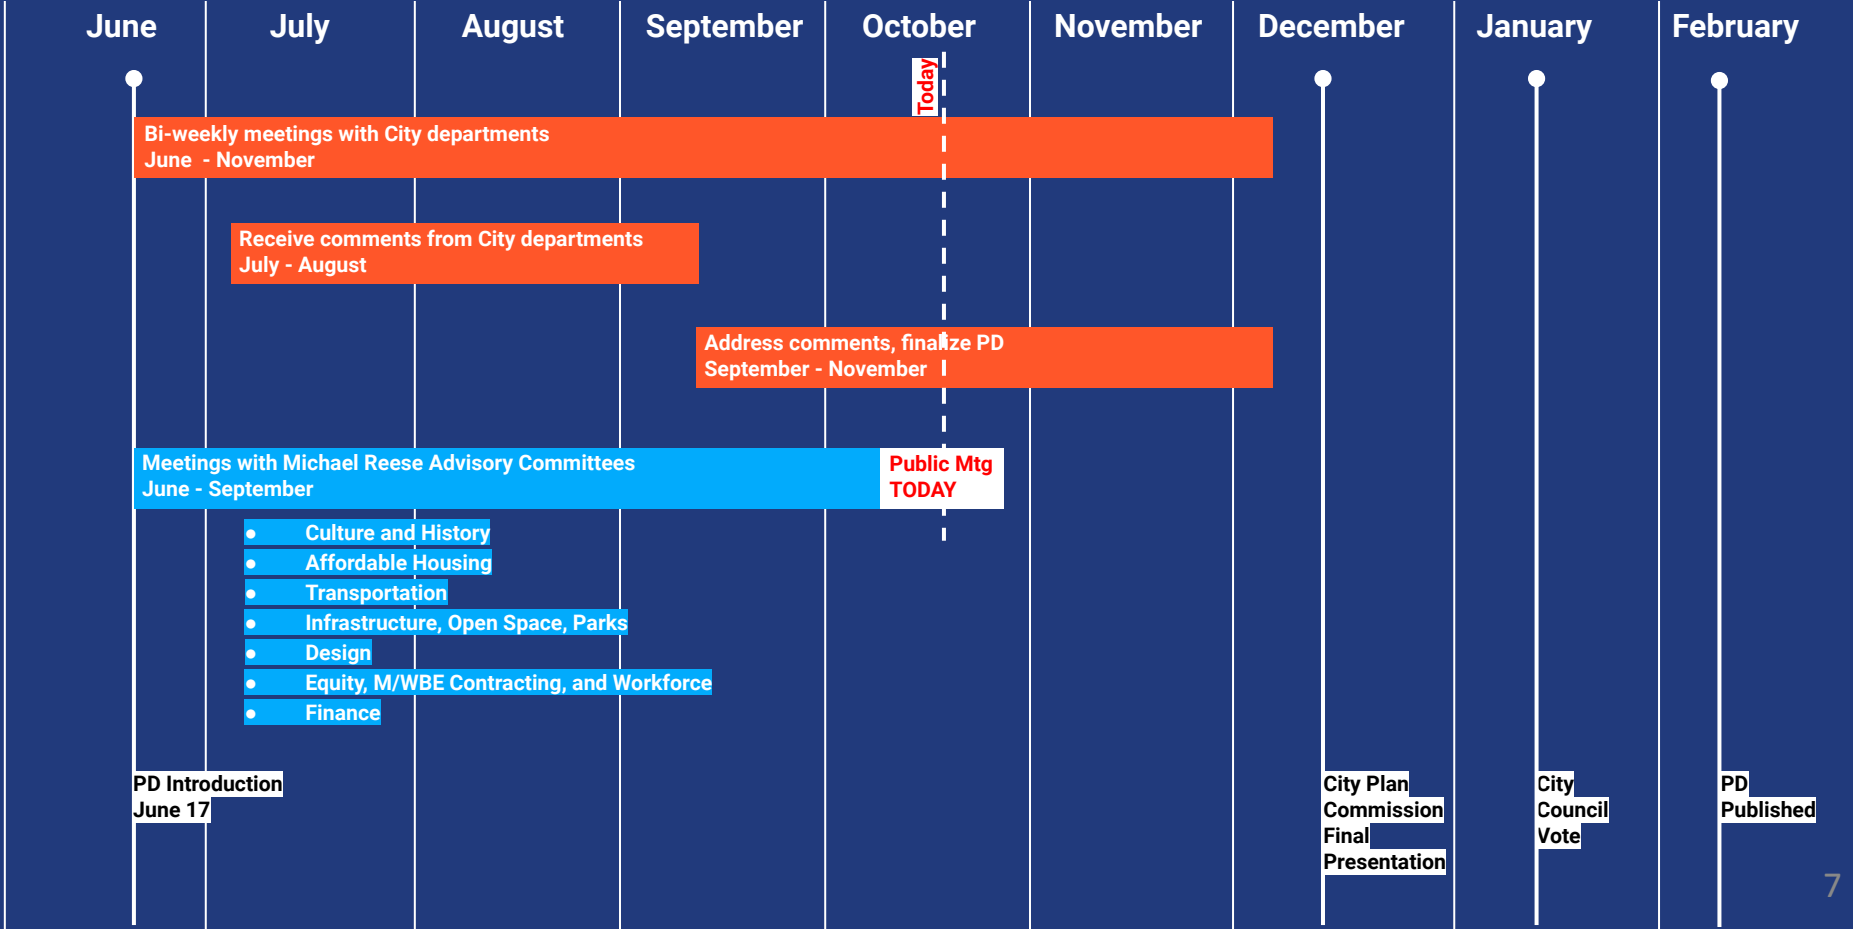 June July August September October November December January February
Today
Bi-weekly meetings with City departments
June - November
Receive comments from City departments
July - August
Address comments, finalize PD
September - November
Meetings with Michael Reese Advisory Committees
June - September
Public Mtg
TODAY
● Culture and History
● Affordable Housing
● Transportation
● Infrastructure, Open Space, Parks
● Design
● Equity, M/WBE Contracting, and Workforce
● Finance
PD Introduction
June 17
City Plan
Commission
Final
Presentation
City
Council
Vote
PD
Published
7